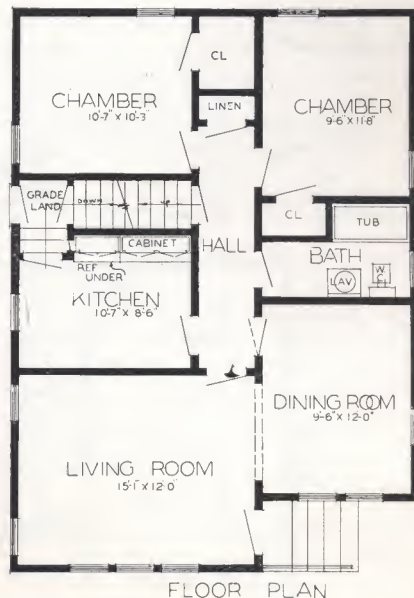 CL
CHAMBER
10'-7" X 10'-3"
LINEN
CHAMBER
9'-6" X 11'-8"
GRADE
LAND
DOWN
UP
CL
TUB
CABINET
HALL
REF
UNDER
BATH
LAV
W.C.
KITCHEN
10'-7" X 8'-6"
DINING ROOM
9'-6" X 12'-0"
LIVING ROOM
15'-1" X 12'-0"
FLOOR PLAN